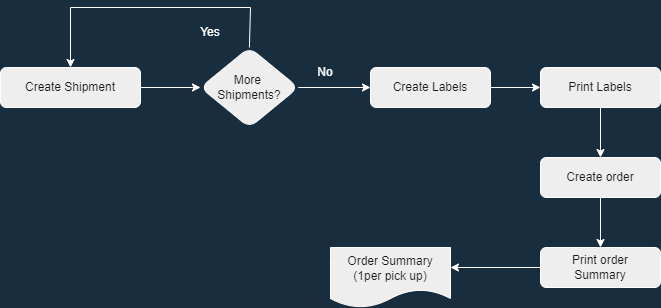 Yes
Create Shipment
More
Shipments?
No
Create Labels
Print Labels
Create order
Print order
Summary
Order Summary
(1per pick up)